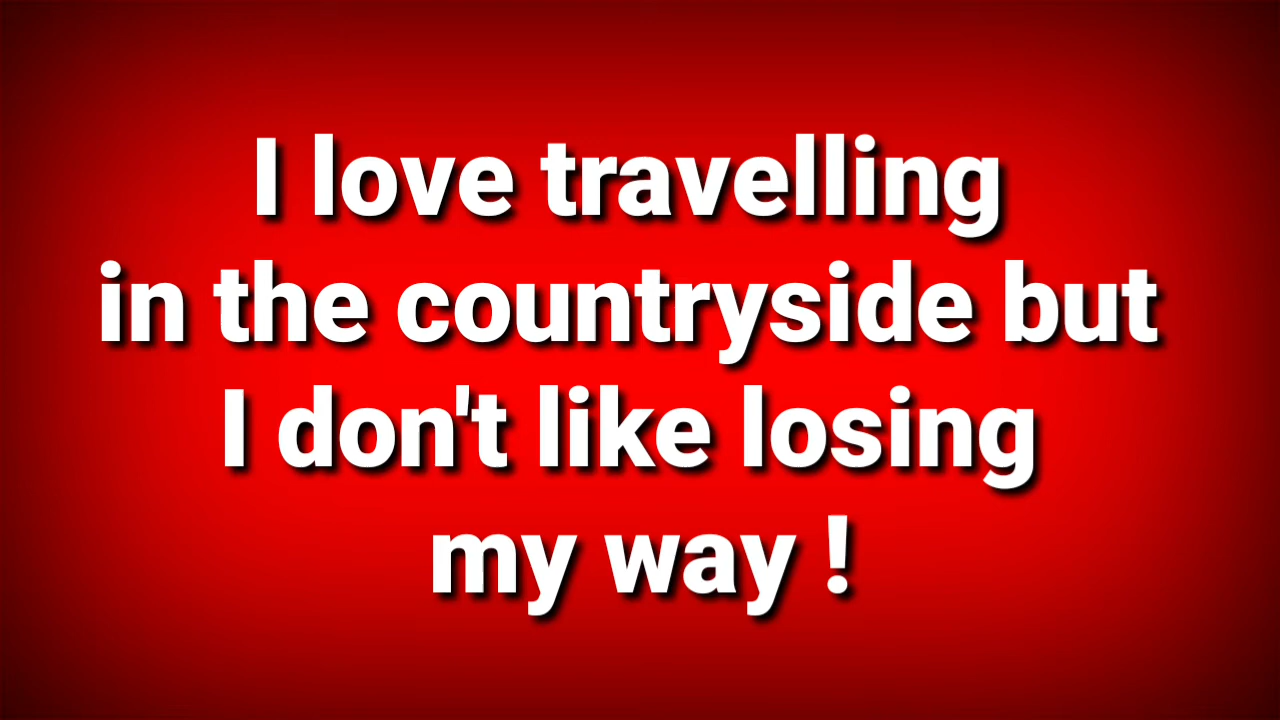 I love travelling
in the countryside but
I don't like losing
my way !